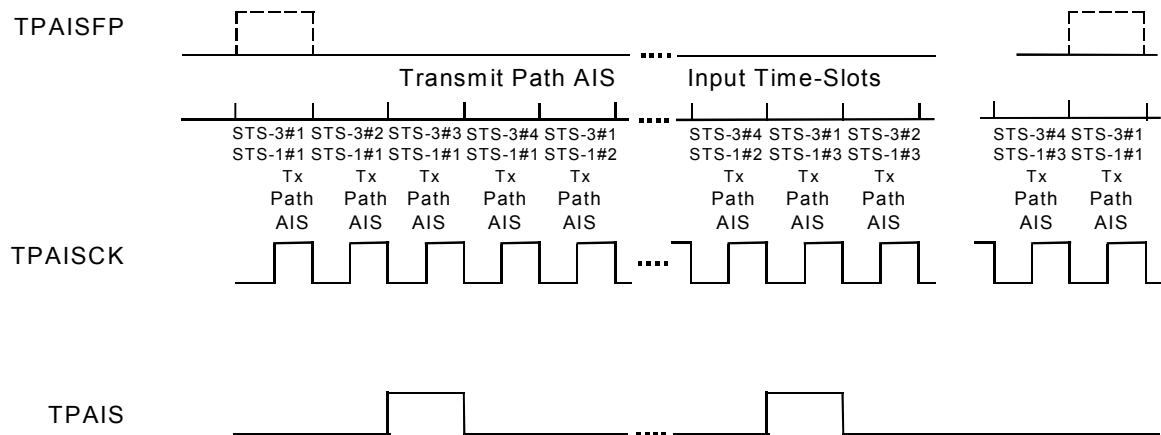 TPAISFP
Transmit Path AIS Input Time-Slots
STS-3#1 STS-3#2 STS-3#3 STS-3#4 STS-3#1 STS-3#4 STS-3#1 STS-3#2 STS-3#4 STS-3#1
STS-1#1 STS-1#1 STS-1#1 STS-1#1 STS-1#2 STS-1#2 STS-1#3 STS-1#3 STS-1#3 STS-1#1
Tx Tx Tx Tx Tx Tx Tx Tx Tx Tx
Path Path Path Path Path Path Path Path Path Path
AIS AIS AIS AIS AIS AIS AIS AIS AIS AIS
TPAISCK
TPAIS